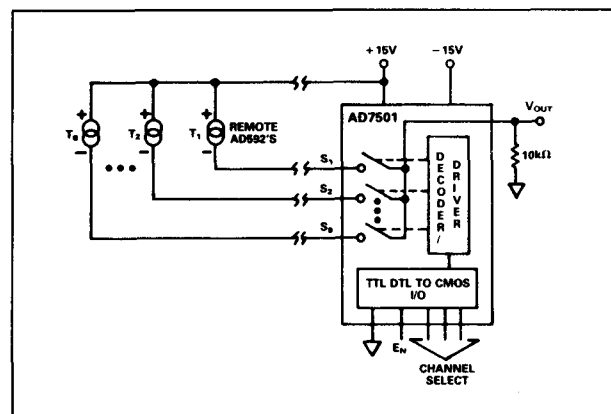 +15V
-15V
AD7501
VOUT
T8
T2
T1
REMOTE
AD592'S
S1
S2
S9
DECODER/
DRIVER
10kΩ
TTL DTL TO CMOS
I/O
EN
CHANNEL
SELECT